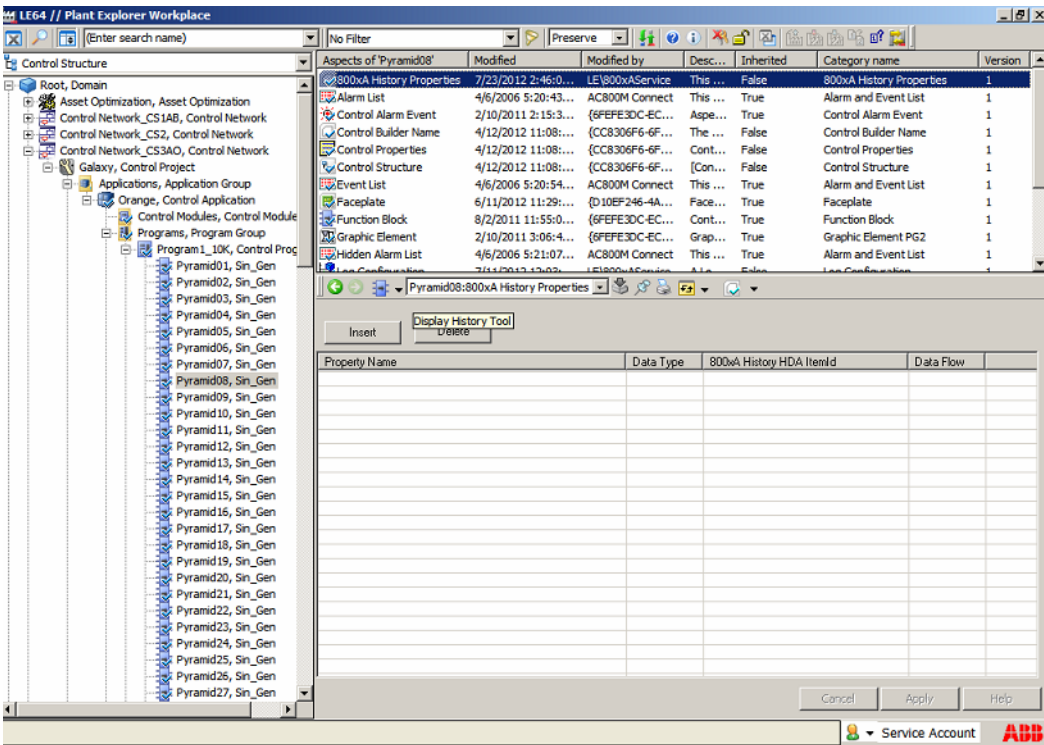 LE64 // Plant Explorer Workplace
(Enter search name)
No Filter
Preserve
Control Structure
Root, Domain
Asset Optimization, Asset Optimization
Control Network_CS1AB, Control Network
Control Network_CS2, Control Network
Control Network_CS3AO, Control Network
Galaxy, Control Project
Applications, Application Group
Orange, Control Application
Control Modules, Control Module
Programs, Program Group
Program1_10K, Control Prog
Pyramid01, Sin_Gen
Pyramid02, Sin_Gen
Pyramid03, Sin_Gen
Pyramid04, Sin_Gen
Pyramid05, Sin_Gen
Pyramid06, Sin_Gen
Pyramid07, Sin_Gen
Pyramid08, Sin_Gen
Pyramid09, Sin_Gen
Pyramid10, Sin_Gen
Pyramid11, Sin_Gen
Pyramid12, Sin_Gen
Pyramid13, Sin_Gen
Pyramid14, Sin_Gen
Pyramid15, Sin_Gen
Pyramid16, Sin_Gen
Pyramid17, Sin_Gen
Pyramid18, Sin_Gen
Pyramid19, Sin_Gen
Pyramid20, Sin_Gen
Pyramid21, Sin_Gen
Pyramid22, Sin_Gen
Pyramid23, Sin_Gen
Pyramid24, Sin_Gen
Pyramid25, Sin_Gen
Pyramid26, Sin_Gen
Pyramid27, Sin_Gen
Aspects of 'Pyramid08' Modified Modified by Desc... Inherited Category name Version
800xA History Properties 7/23/2012 2:46:0... LE\800xAService This ... False 800xA History Properties 1
Alarm List 4/6/2006 5:20:43... AC800M Connect This ... True Alarm and Event List 1
Control Alarm Event 2/10/2011 2:15:3... {6FEFE3DC-EC... Aspe... True Control Alarm Event 1
Control Builder Name 4/12/2012 11:08:... {CC8306F6-6F... The ... False Control Builder Name 1
Control Properties 4/12/2012 11:08:... {CC8306F6-6F... Cont... False Control Properties 1
Control Structure 4/12/2012 11:08:... {CC8306F6-6F... [Con... False Control Structure 1
Event List 4/6/2006 5:20:54... AC800M Connect This ... True Alarm and Event List 1
Faceplate 6/11/2012 11:29:... {D10EF246-4A... Face... True Faceplate 1
Function Block 8/2/2011 11:55:0... {6FEFE3DC-EC... Cont... True Function Block 1
Graphic Element 2/10/2011 3:06:4... {6FEFE3DC-EC... Grap... True Graphic Element PG2 1
Hidden Alarm List 4/6/2006 5:21:07... AC800M Connect This ... True Alarm and Event List 1
Log Configuration 7/11/2012 12:03: LE\800xAService A Lo False Log Configuration 1
Pyramid08:800xA History Properties
Display History Tool
Insert Delete
Property Name Data Type 800xA History HDA ItemId Data Flow
Cancel Apply Help
Service Account ABB